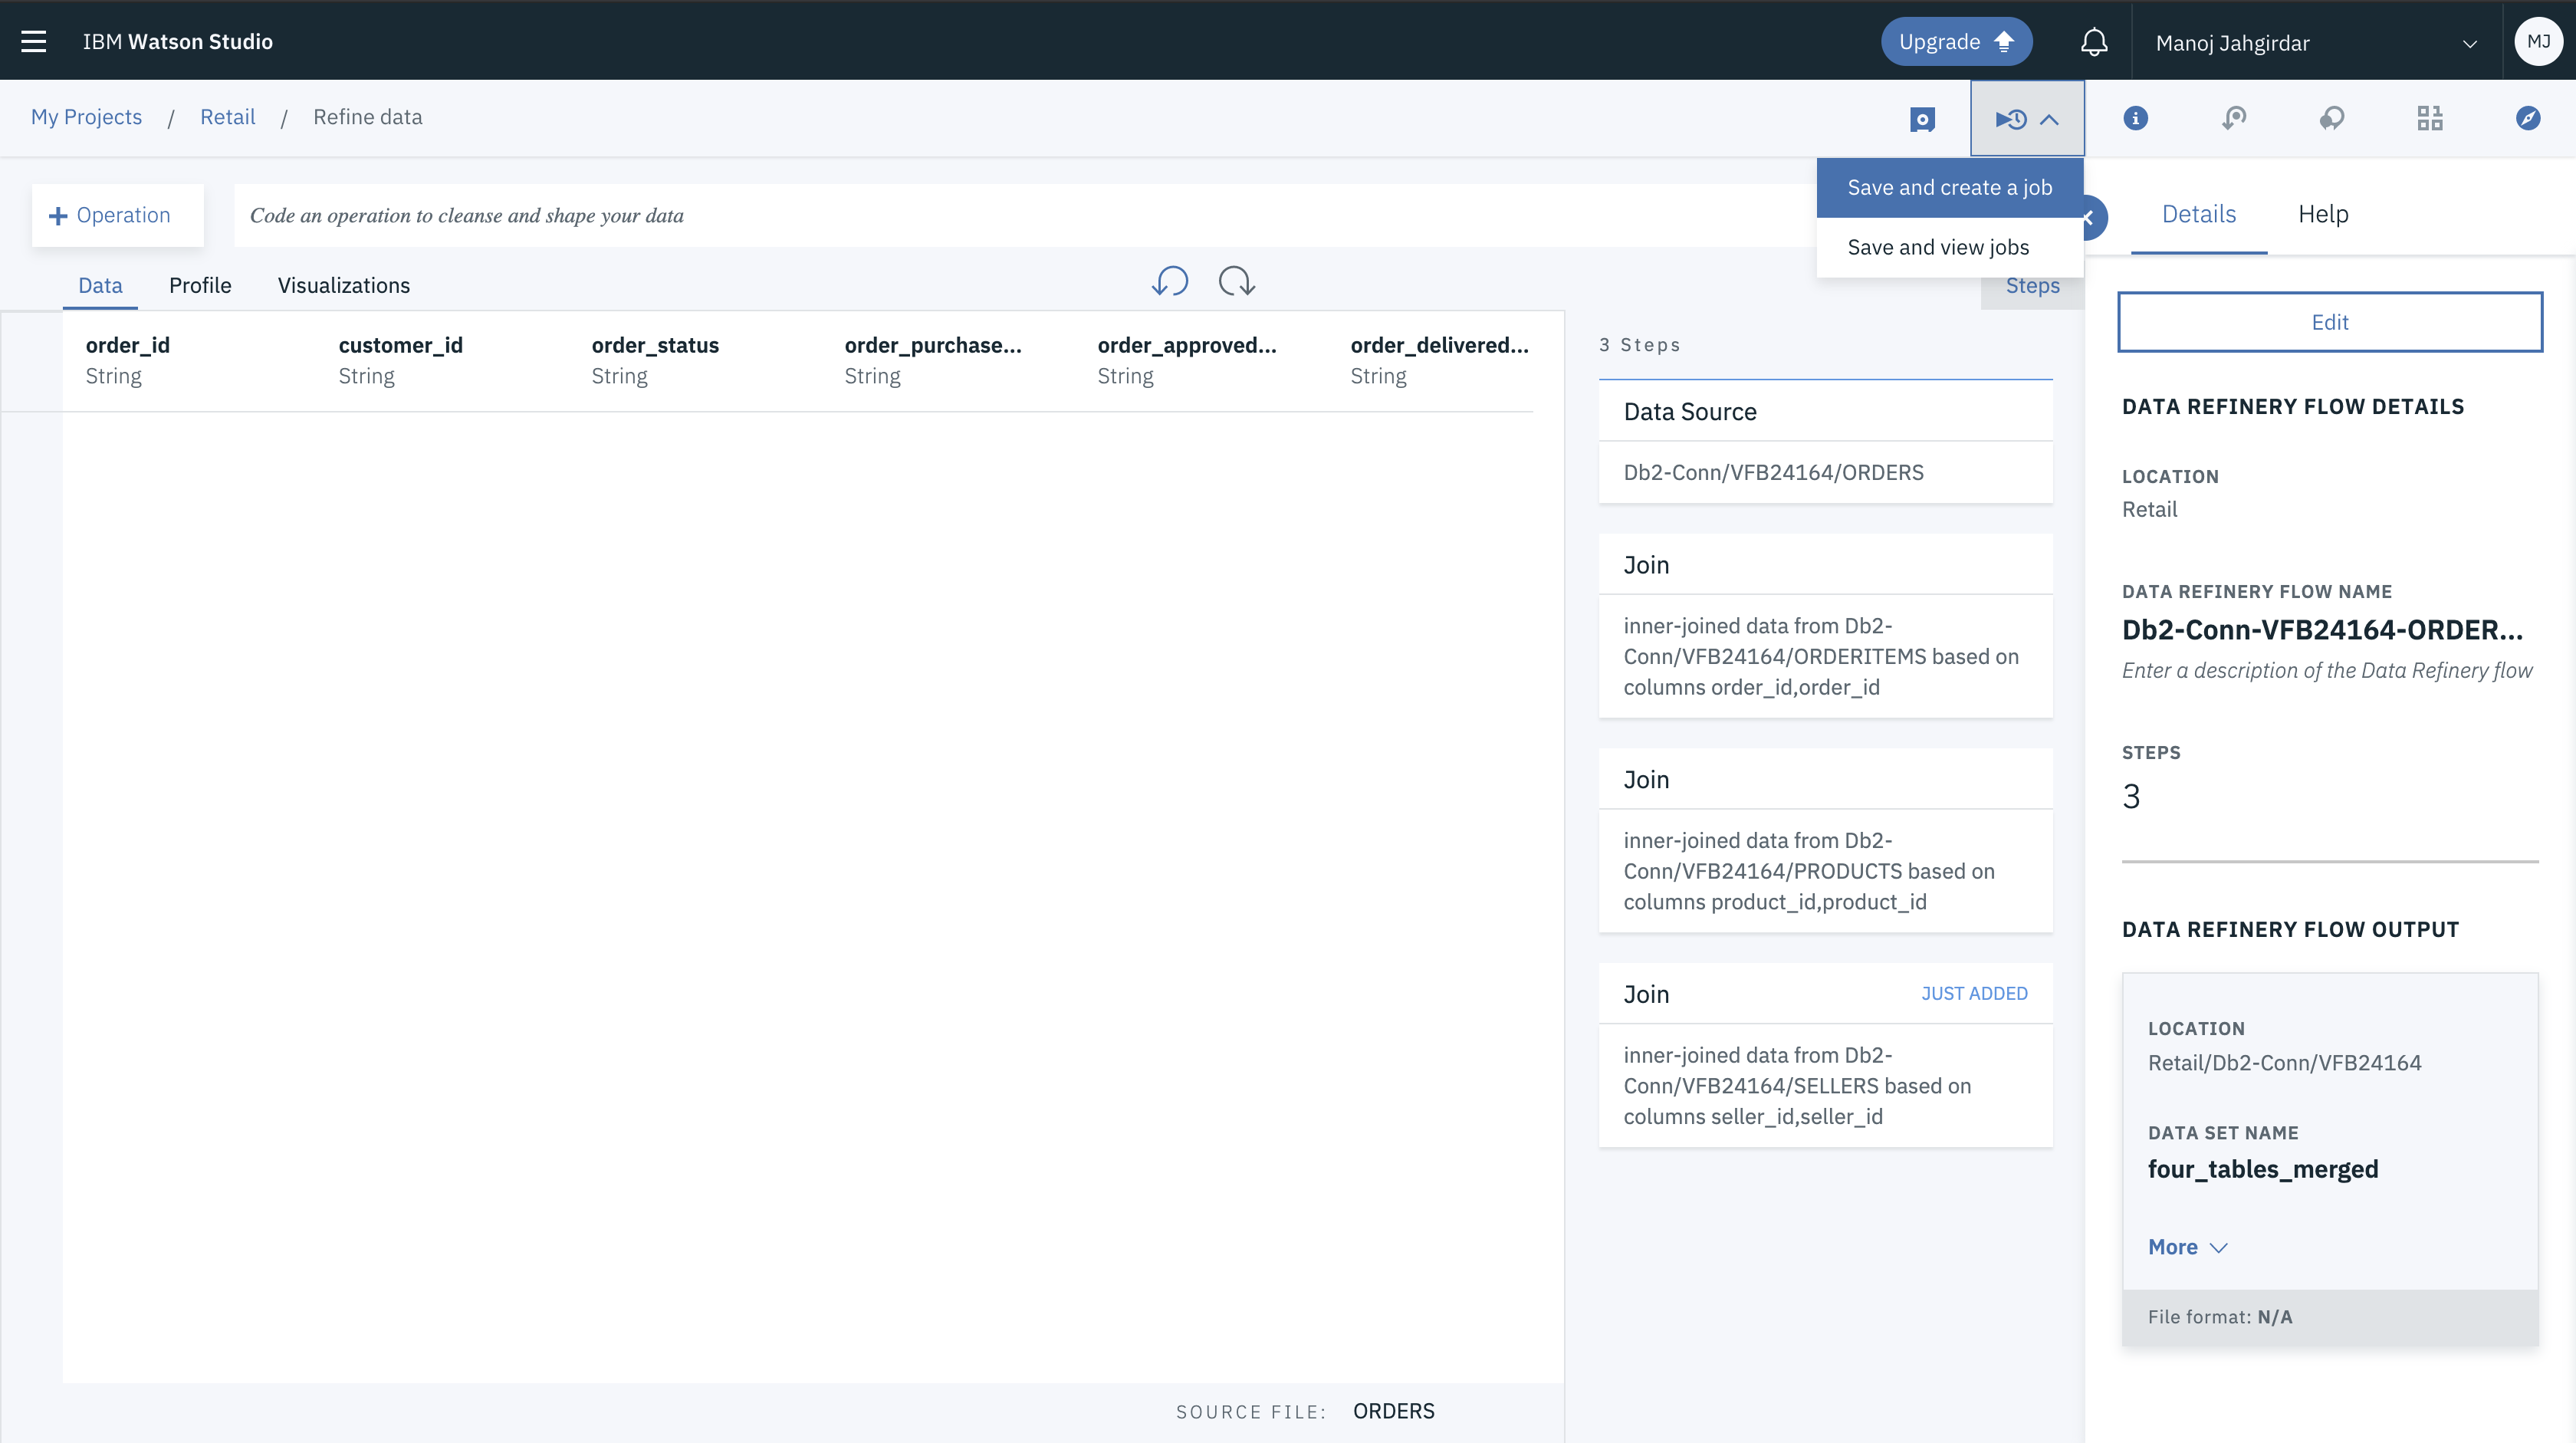 IBM Watson Studio
Upgrade
Manoj Jahgirdar
MJ
My Projects / Retail / Refine data
Save and create a job
Save and view jobs
Operation
Code an operation to cleanse and shape your data
Data
Profile
Visualizations
Steps
order_id
String
customer_id
String
order_status
String
order_purchase...
String
order_approved...
String
order_delivered...
String
SOURCE FILE: ORDERS
3 Steps
Data Source
Db2-Conn/VFB24164/ORDERS
Join
inner-joined data from Db2-
Conn/VFB24164/ORDERITEMS based on
columns order_id,order_id
Join
inner-joined data from Db2-
Conn/VFB24164/PRODUCTS based on
columns product_id,product_id
Join
JUST ADDED
inner-joined data from Db2-
Conn/VFB24164/SELLERS based on
columns seller_id,seller_id
Details
Help
Edit
DATA REFINERY FLOW DETAILS
LOCATION
Retail
DATA REFINERY FLOW NAME
Db2-Conn-VFB24164-ORDER...
Enter a description of the Data Refinery flow
STEPS
3
DATA REFINERY FLOW OUTPUT
LOCATION
Retail/Db2-Conn/VFB24164
DATA SET NAME
four_tables_merged
More
File format: N/A